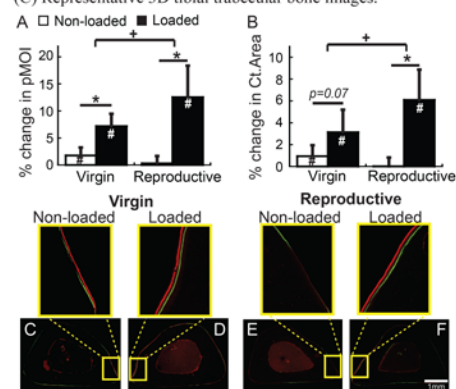 (C) Representative 3D tibial trabecular bone images.
A □ Non-loaded ■ Loaded B
% change in pMOI
20
15
10
5
0
+
*
*
#
#
Virgin Reproductive
% change in Ct.Area
10
8
6
4
2
0
+
p=0.07
*
#
#
#
Virgin Reproductive
Virgin Reproductive
Non-loaded Loaded Non-loaded Loaded
C D E F
1mm